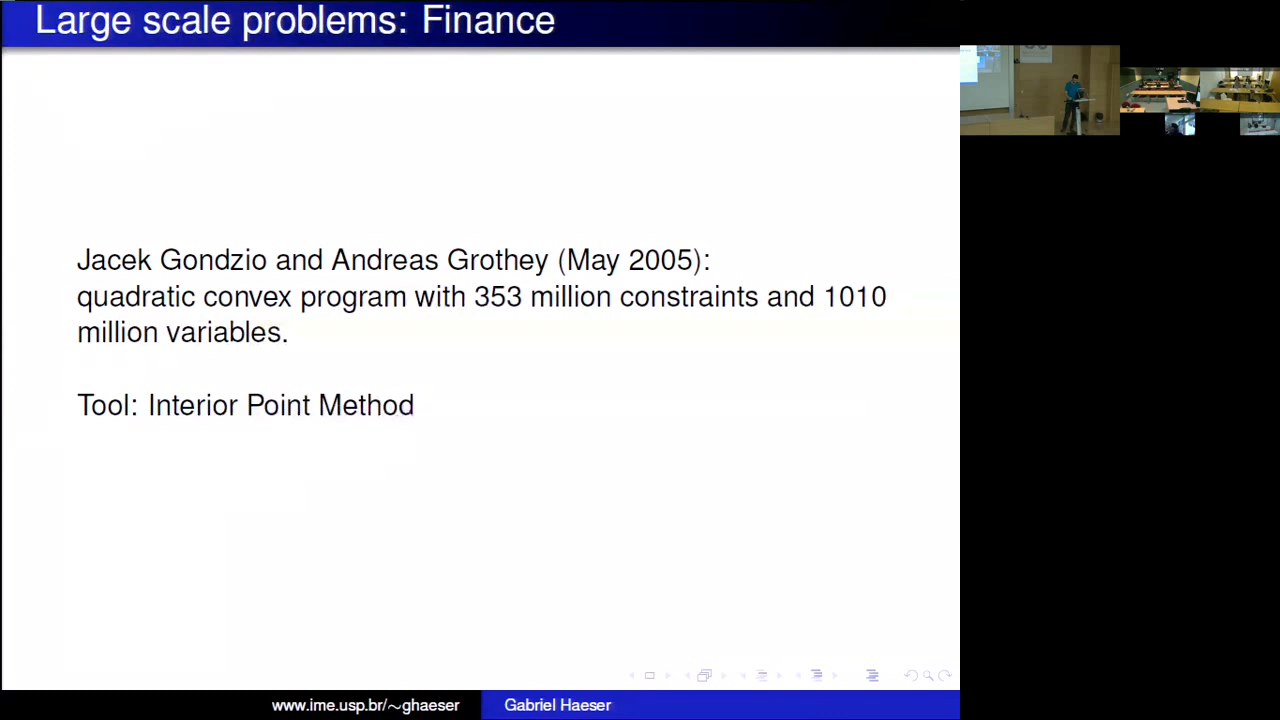 Large scale problems: Finance
Jacek Gondzio and Andreas Grothey (May 2005):
quadratic convex program with 353 million constraints and 1010
million variables.
Tool: Interior Point Method
www.ime.usp.br/~ghaeser
Gabriel Haeser